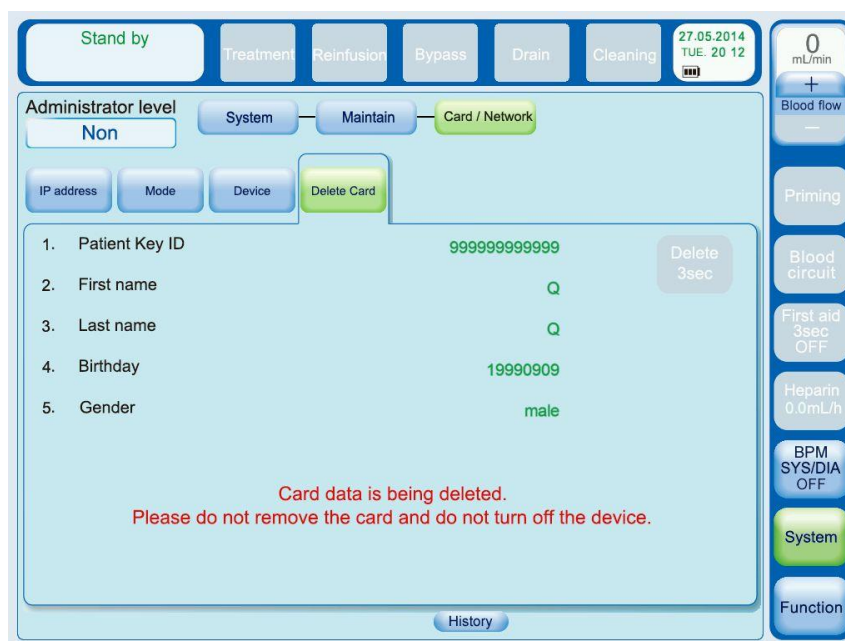 Stand by
Treatment
Reinfusion
Bypass
Drain
Cleaning
27.05.2014
TUE. 20 12
0
mL/min
+
Blood flow
—
Administrator level
Non
System
Maintain
Card / Network
IP address
Mode
Device
Delete Card
Priming
1. Patient Key ID 999999999999
Delete
3sec
2. First name Q
3. Last name Q
4. Birthday 19990909
5. Gender male
Blood
circuit
First aid
3sec
OFF
Heparin
0.0mL/h
BPM
SYS/DIA
OFF
Card data is being deleted.
Please do not remove the card and do not turn off the device.
System
Function
History